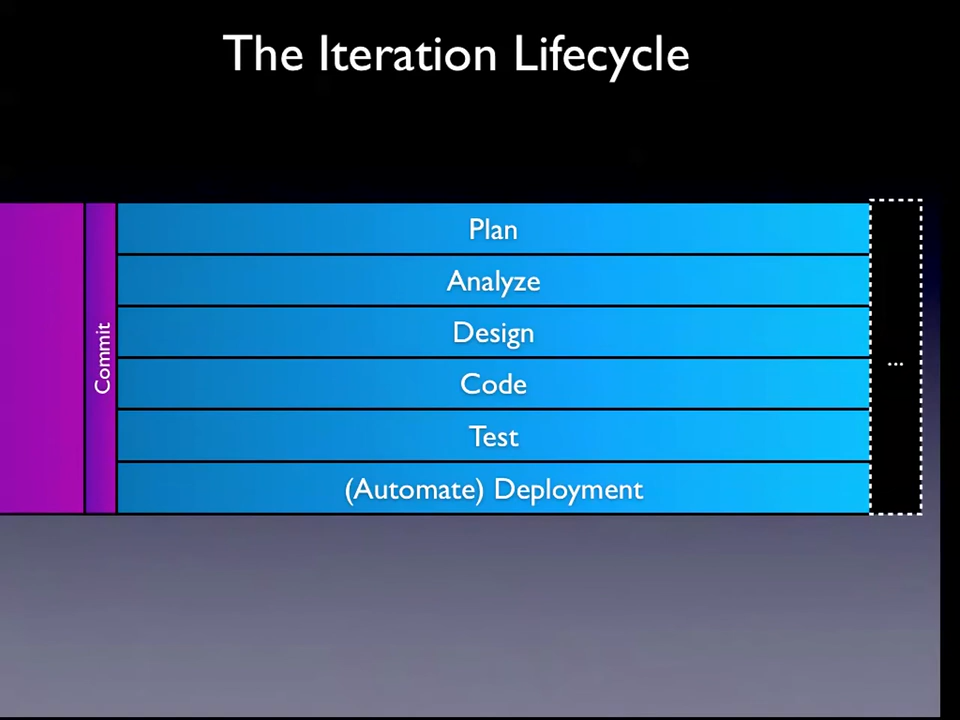 The Iteration Lifecycle
Commit
Plan
Analyze
Design
Code
Test
(Automate) Deployment
...